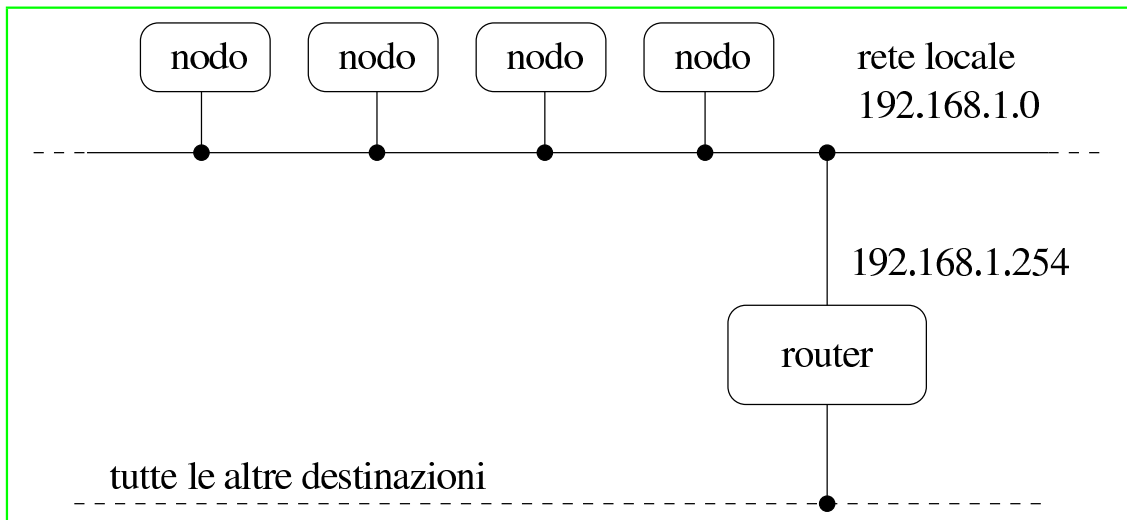 nodo nodo nodo nodo
rete locale
192.168.1.0
192.168.1.254
router
tutte le altre destinazioni